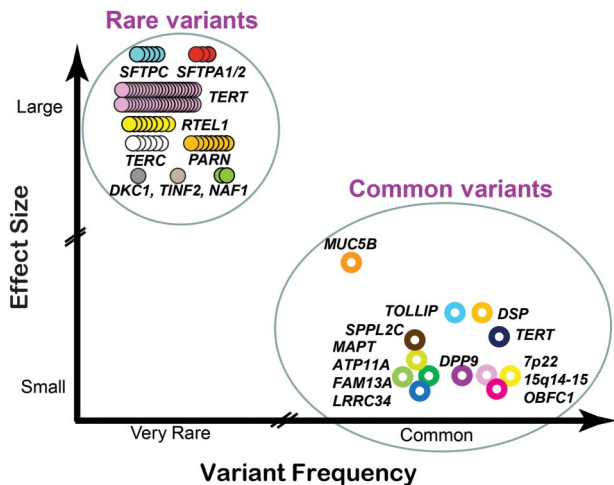 Rare variants
SFTPC SFTPA1/2
Large
TERT
RTEL1
TERC PARN
DKC1, TINF2, NAF1
Common variants
Effect Size
MUC5B
TOLLIP DSP
SPPL2C TERT
MAPT
ATP11A DPP9 7p22
Small FAM13A 15q14-15
LRRC34 OBFC1
Very Rare Common
Variant Frequency